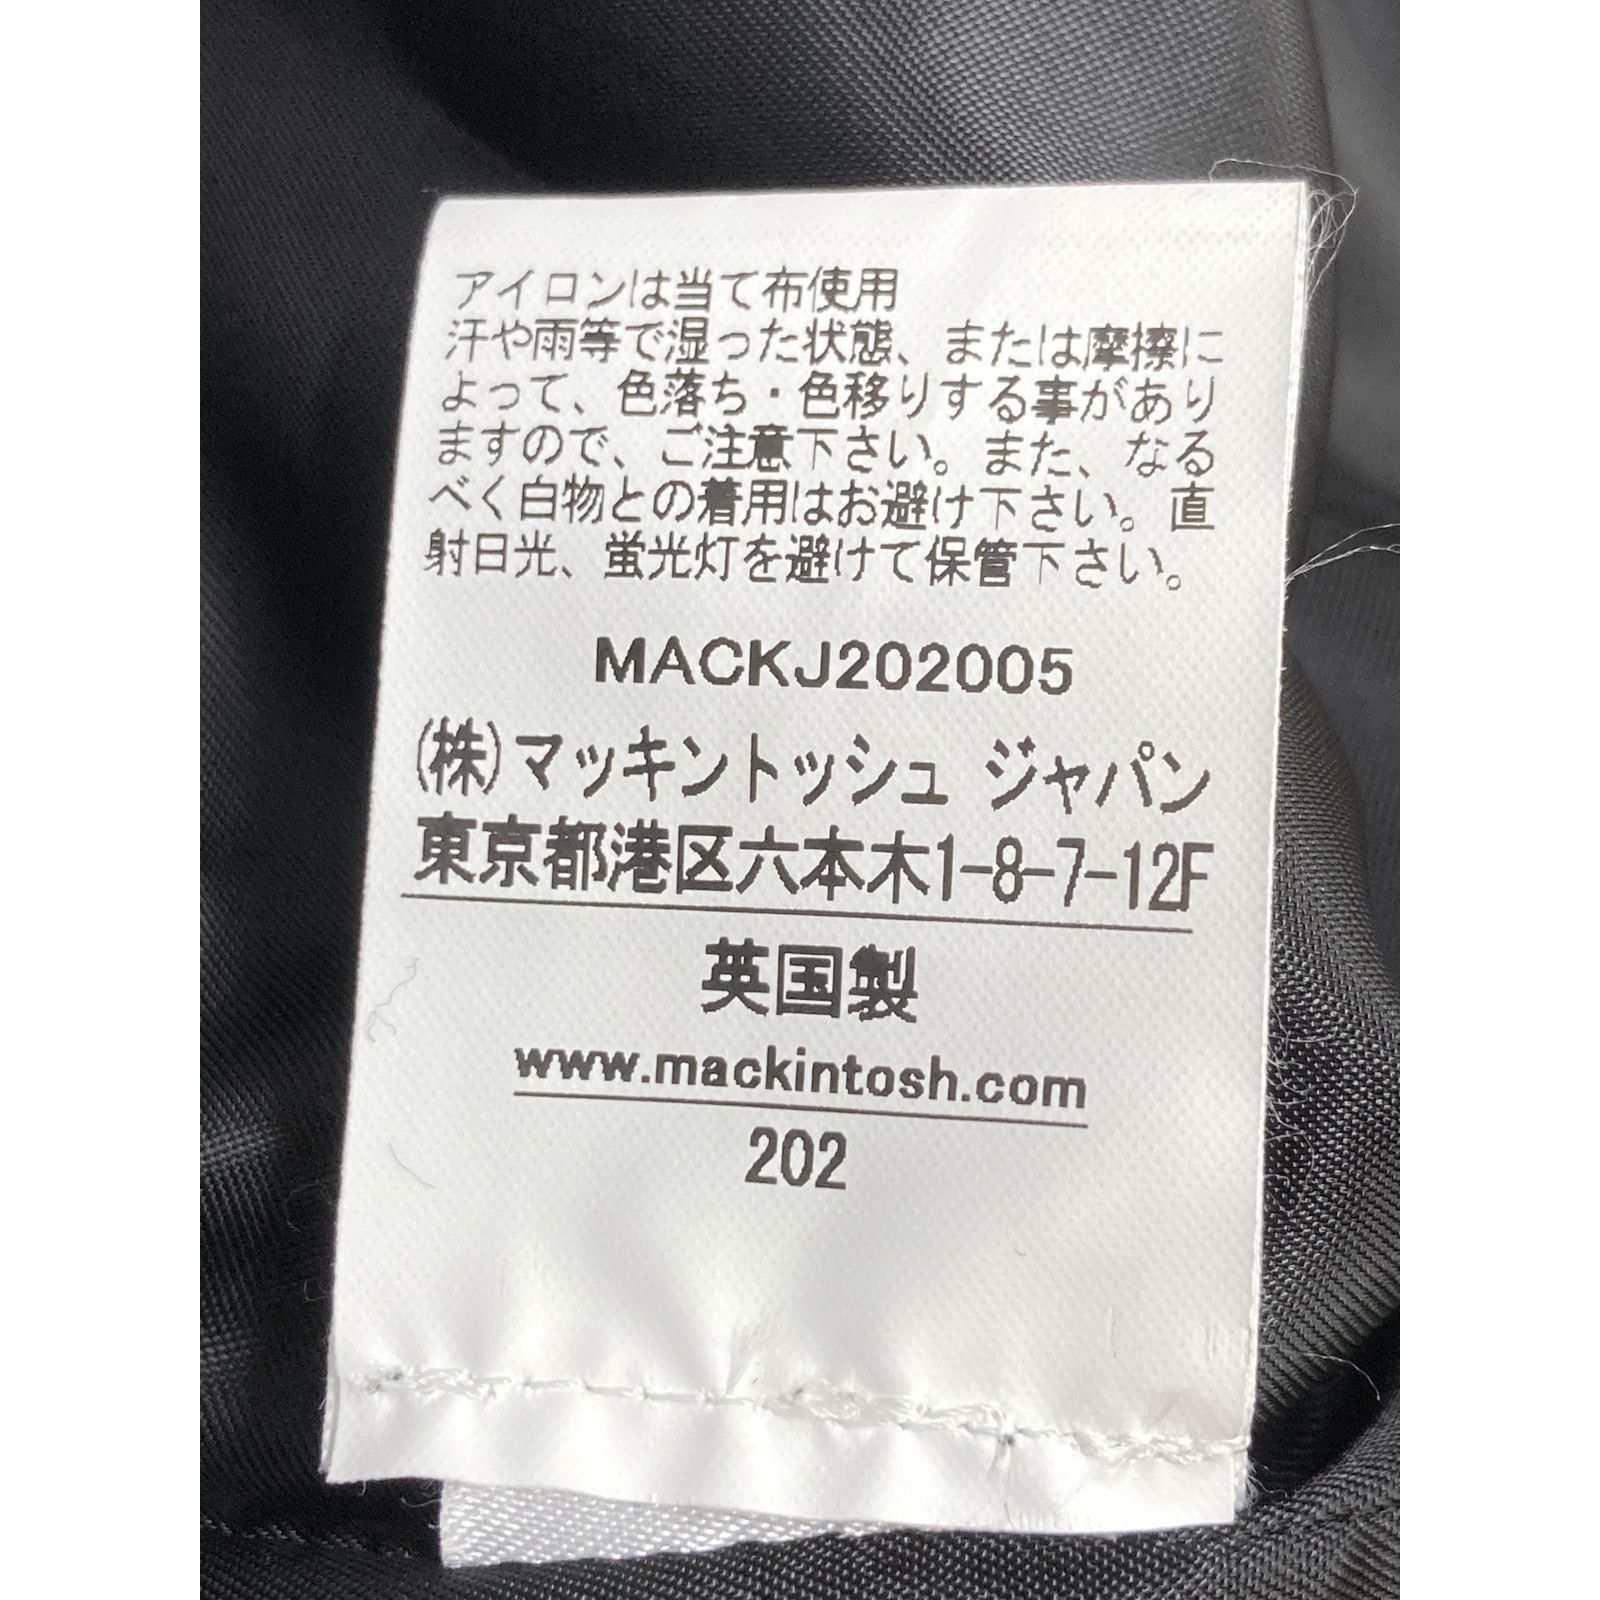 アイロンは当て布使用
汗や雨等で湿った状態、または摩擦に
よって、色落ち・色移りする事があり
ますので、ご注意下さい。また、なる
べく白物との着用はお避け下さい。直
射日光、蛍光灯を避けて保管下さい。
MACKJ202005
(株)マッキントッシュ ジャパン
東京都港区六本木1-8-7-12F
英国製
www.mackintosh.com
202